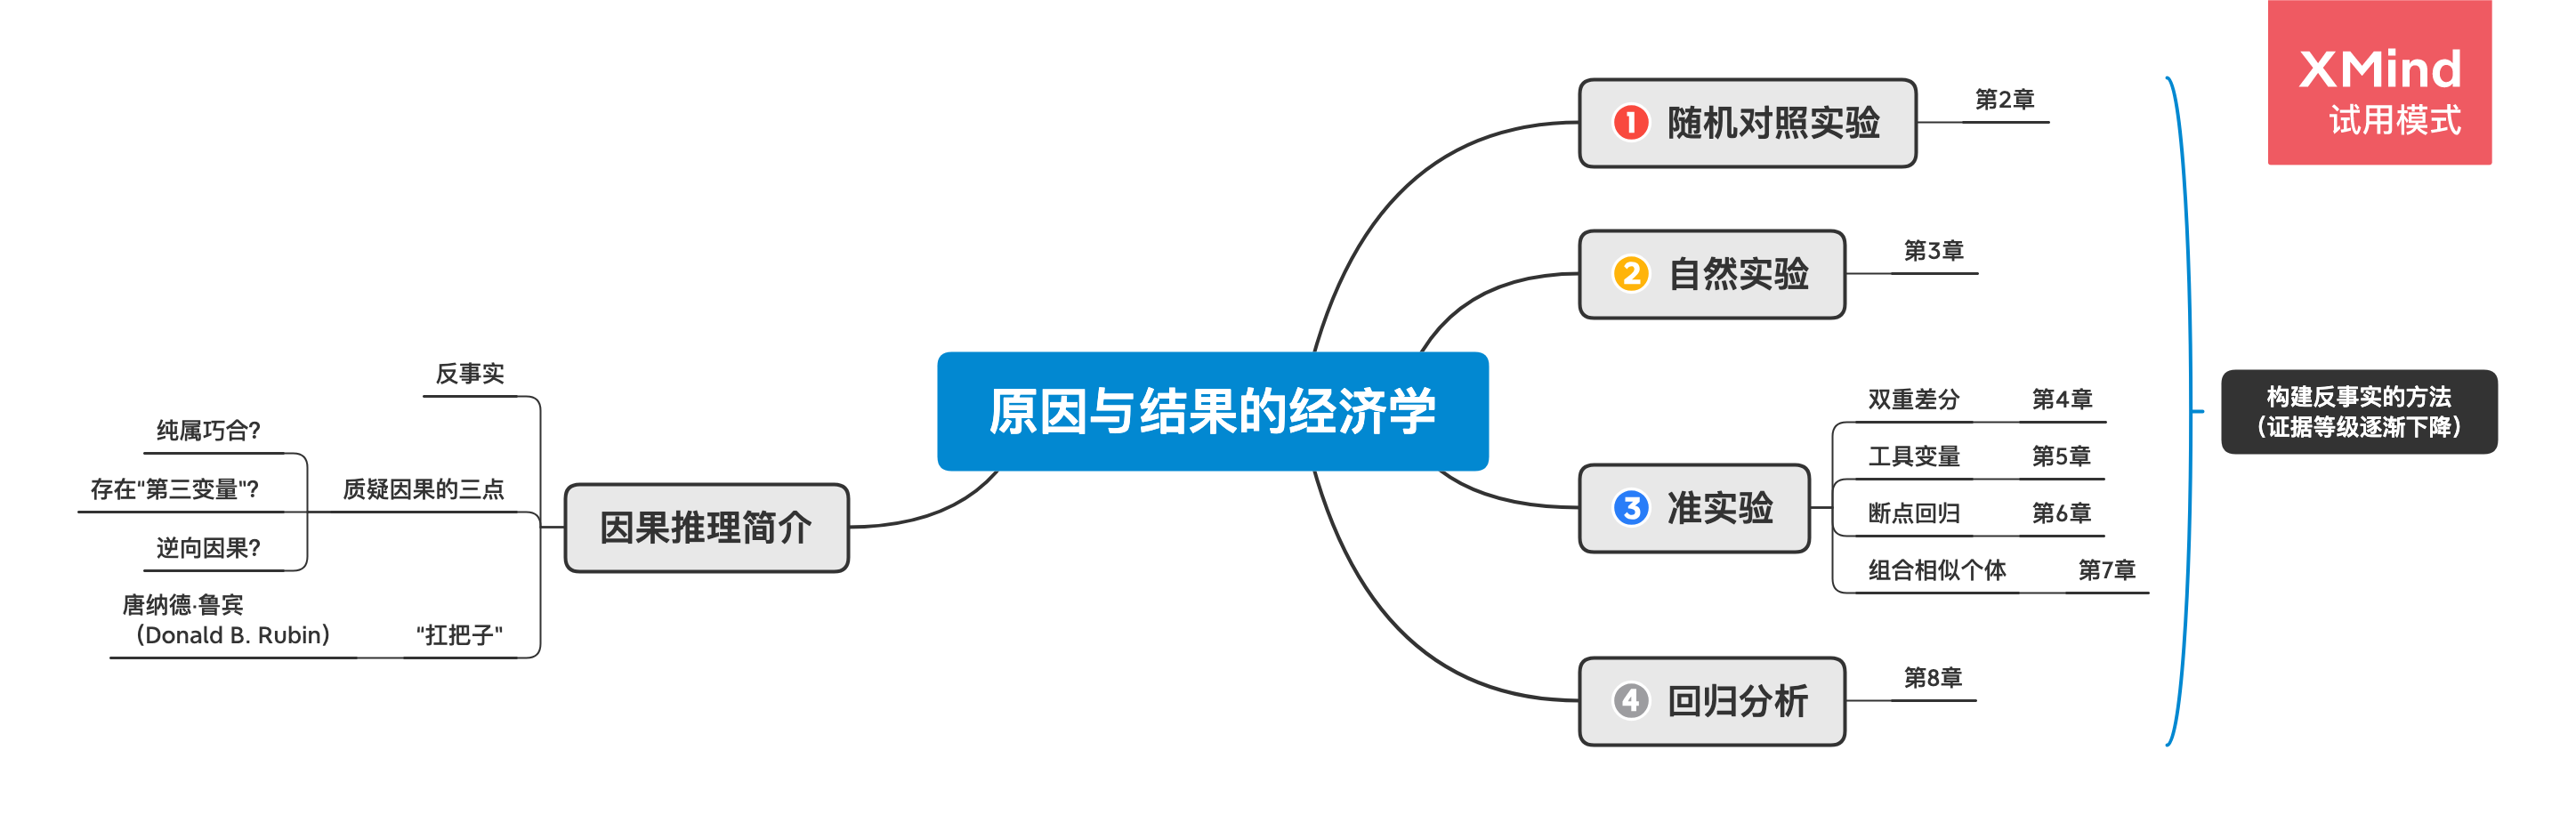 原因与结果的经济学
1 随机对照实验
第2章
2 自然实验
第3章
3 准实验
双重差分
第4章
工具变量
第5章
断点回归
第6章
组合相似个体
第7章
4 回归分析
第8章
构建反事实的方法
（证据等级逐渐下降）
因果推理简介
反事实
质疑因果的三点
纯属巧合?
存在"第三变量"?
逆向因果?
"扛把子"
唐纳德·鲁宾
（Donald B. Rubin）
XMind
试用模式